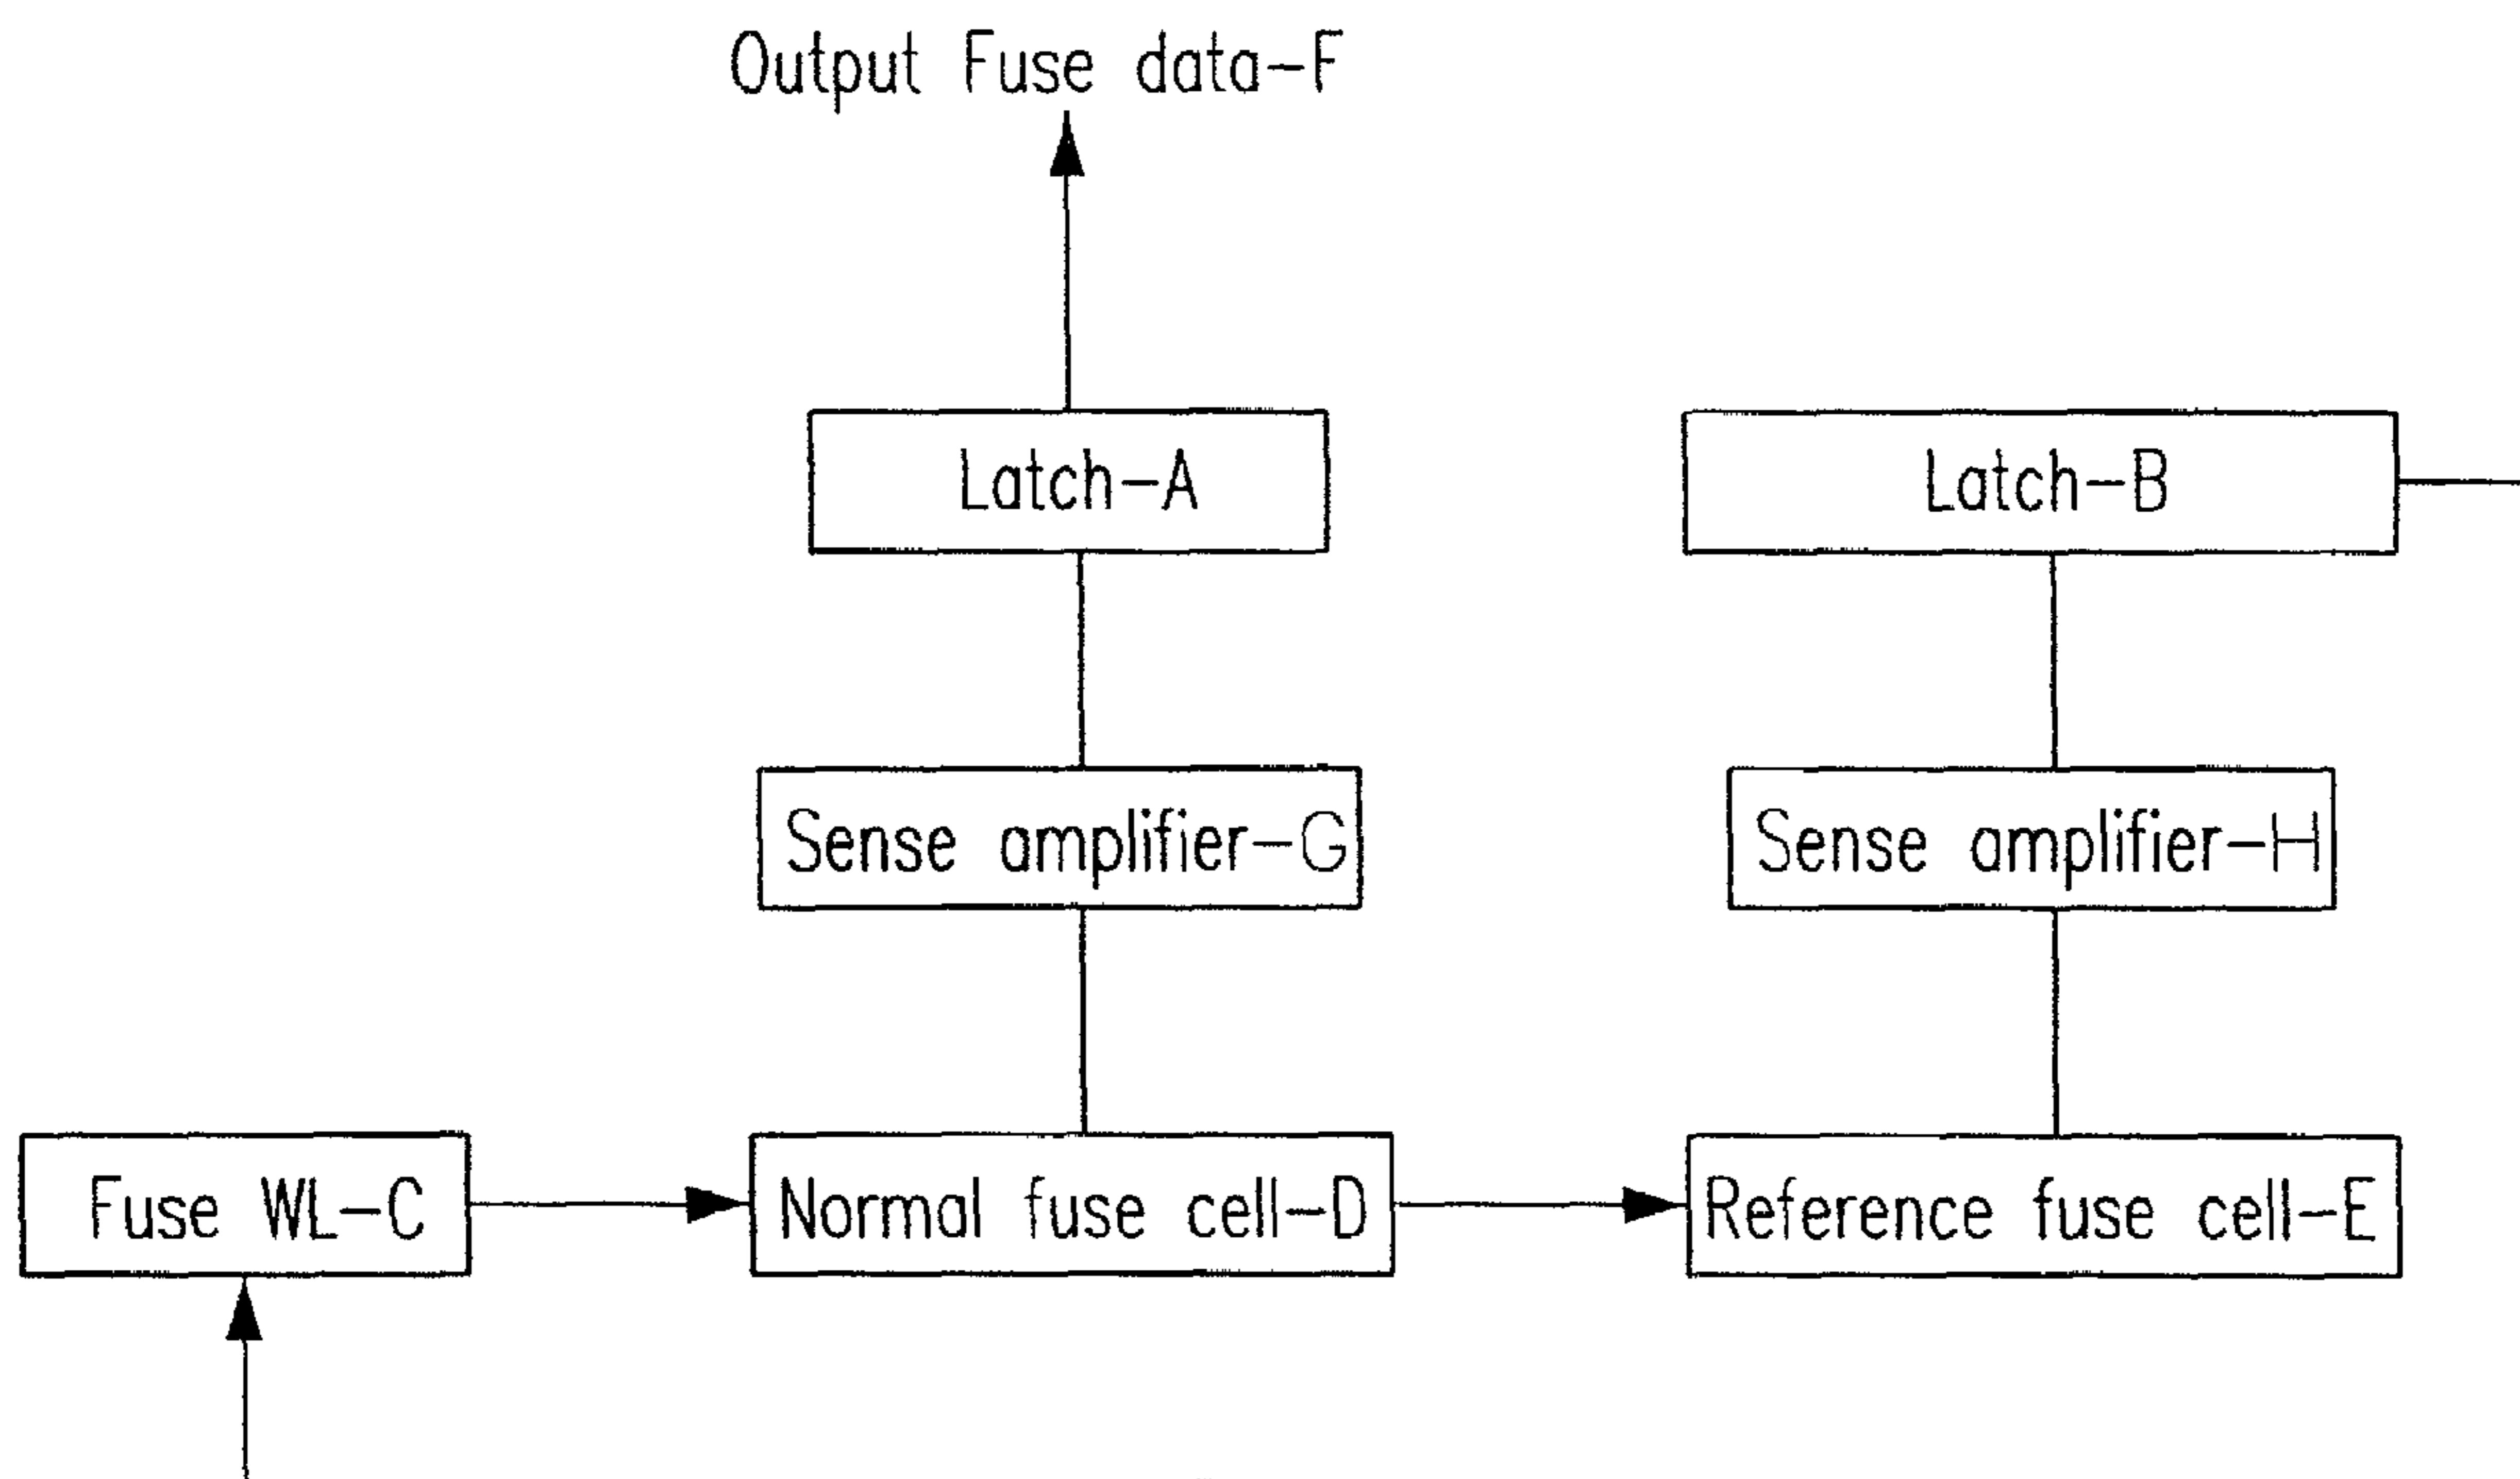 Output Fuse data-F
Latch-A
Latch-B
Sense amplifier-G
Sense amplifier-H
Fuse WL-C
Normal fuse cell-D
Reference fuse cell-E